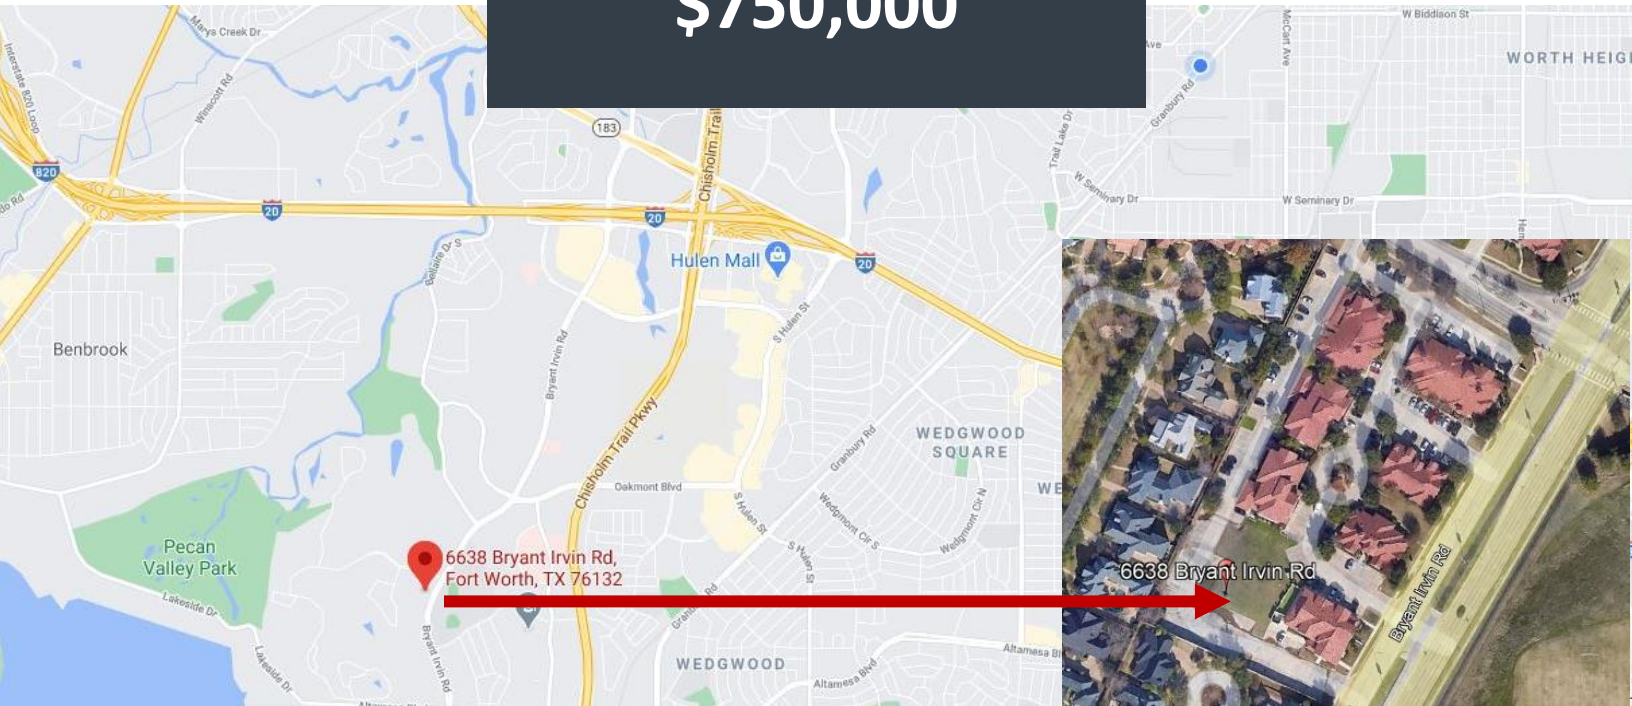 $750,000
Marys Creek Dr
W Biddison St
McCart Ave
Ave
WORTH HEIG
Interstate 820 Loop
Winscott Rd
Granbury Rd
183
Chisholm Trail
Trail Lake Dr
820
W Seminary Dr
W Seminary Dr
20
20
Bellaire Dr S
Hulen Mall
20
S Hulen St
Benbrook
Bryant Irvin Rd
Chisholm Trail Pkwy
Granbury Rd
WEDGWOOD
SQUARE
Oakmont Blvd
WE
S Hulen St
Wedgmont Cir S
Wedgmont Cir N
S Hulen St
Pecan
Valley Park
6638 Bryant Irvin Rd,
Fort Worth, TX 76132
6638 Bryant Irvin Rd
Bryant Irvin Rd
Lakeside Dr
Lakeside Dr
Bryant Irvin Rd
WEDGWOOD
Altamesa Blvd
Altamesa Bl